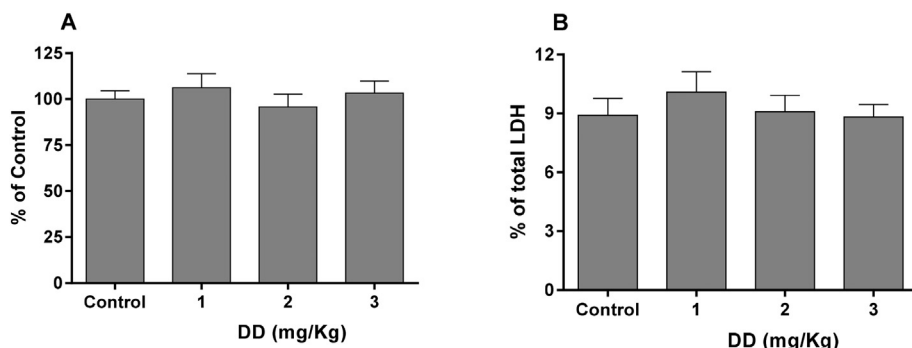 A
% of Control
125
100
75
50
25
0
Control 1 2 3
DD (mg/Kg)
B
% of total LDH
12
9
6
3
0
Control 1 2 3
DD (mg/Kg)